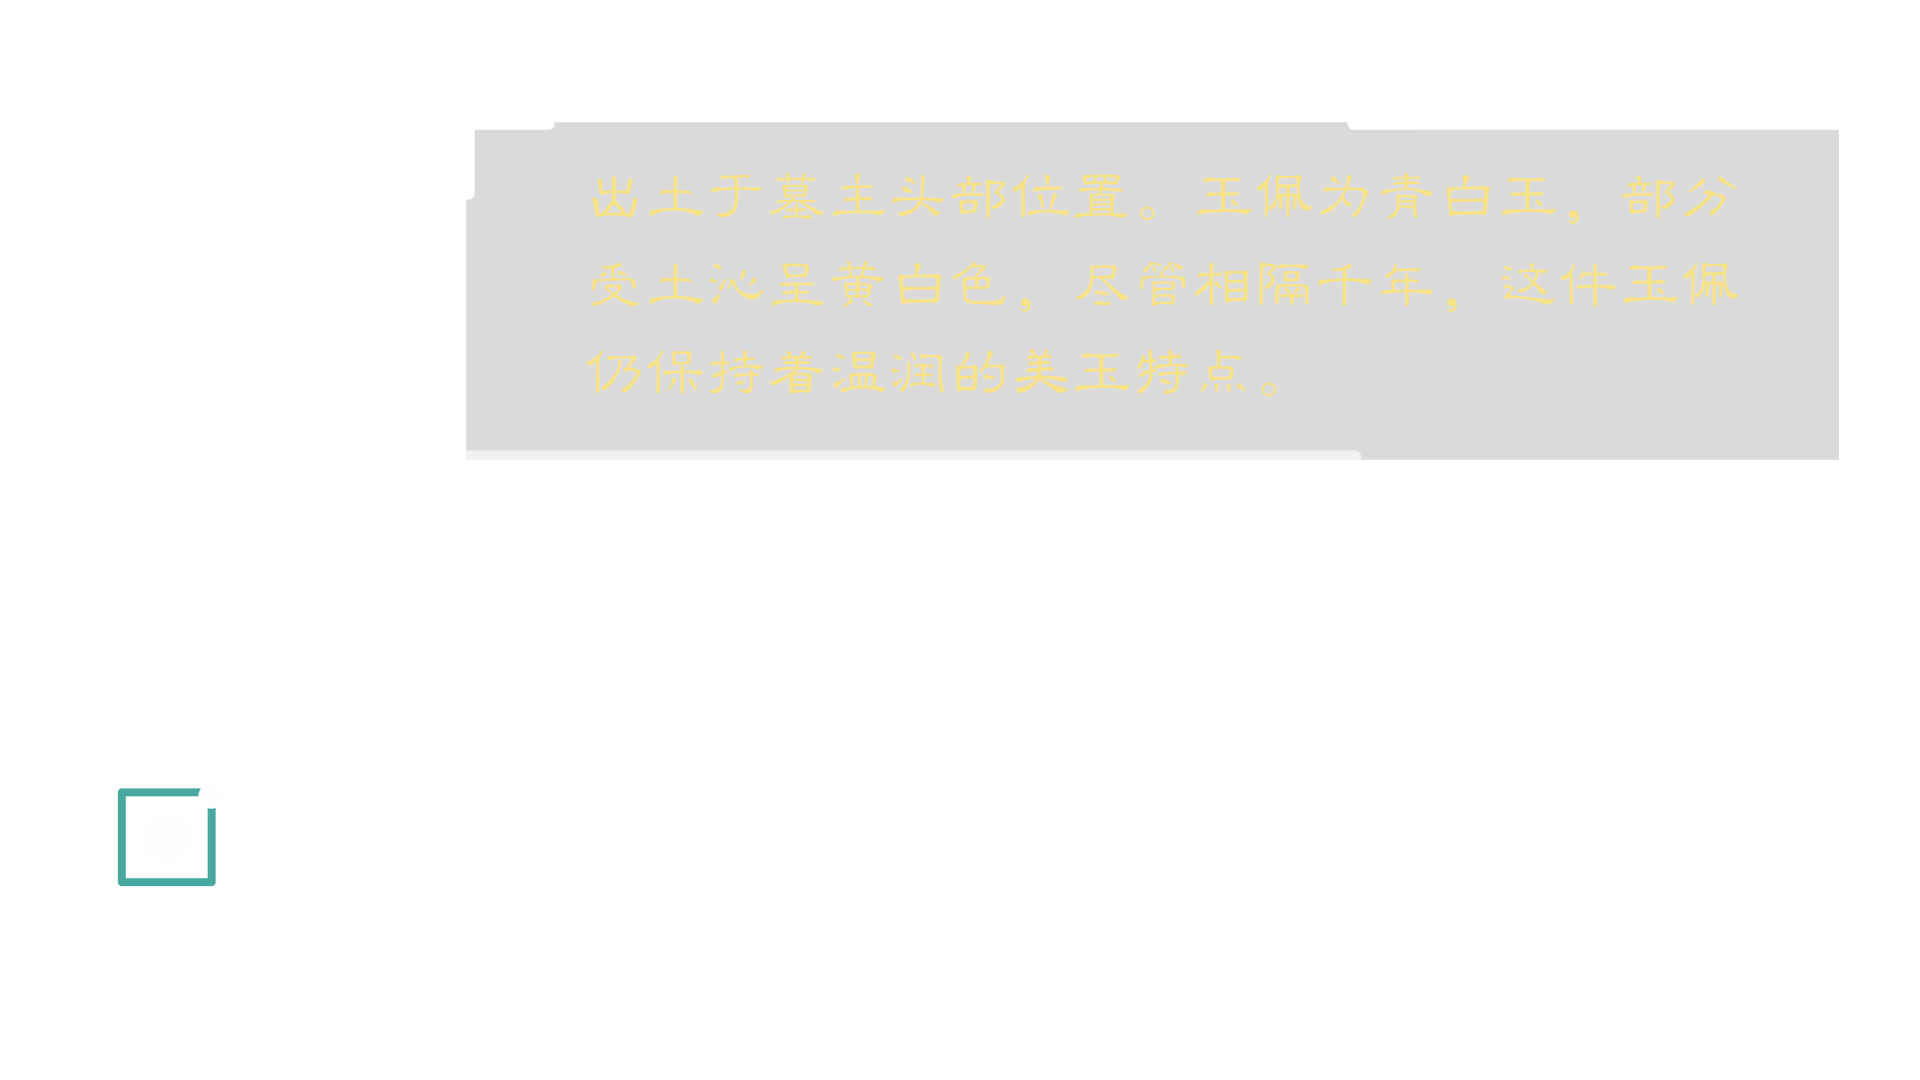 出土于墓主头部位置。玉佩为青白玉，部分
受土沁呈黄白色，尽管相隔千年，这件玉佩
仍保持着温润的美玉特点。